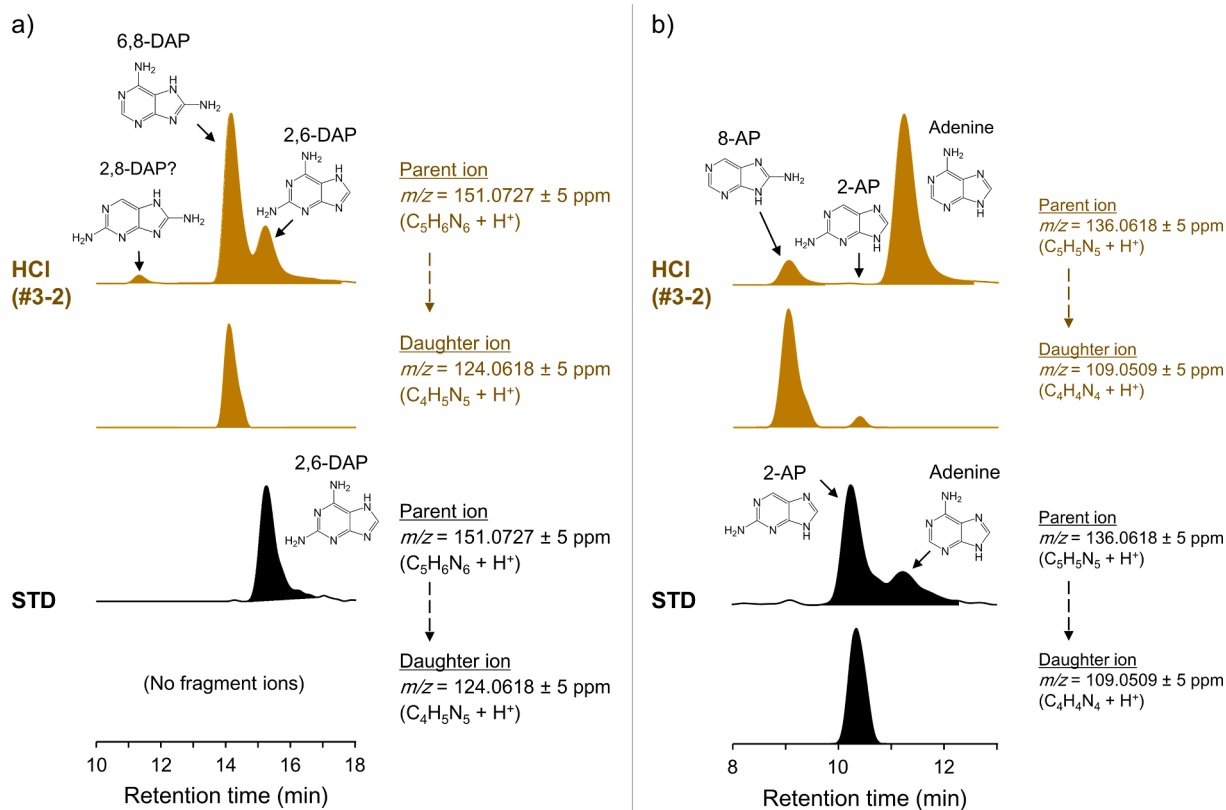 a)
6,8-DAP
NH₂
H
N
N
NH₂
N
N
2,8-DAP?
H
N
N
NH₂
H₂N
N
N
2,6-DAP
NH₂
H
N
N
H₂N
N
N
HCl
(#3-2)
Parent ion
m/z = 151.0727 ± 5 ppm
(C₅H₆N₆ + H⁺)
Daughter ion
m/z = 124.0618 ± 5 ppm
(C₄H₅N₅ + H⁺)
STD
2,6-DAP
NH₂
H
N
N
H₂N
N
N
Parent ion
m/z = 151.0727 ± 5 ppm
(C₅H₆N₆ + H⁺)
(No fragment ions)
Daughter ion
m/z = 124.0618 ± 5 ppm
(C₄H₅N₅ + H⁺)
10 12 14 16 18
Retention time (min)
b)
8-AP
N
N
NH₂
N
N
H
2-AP
N
N
H₂N
N
N
H
Adenine
NH₂
N
N
N
N
H
HCl
(#3-2)
Parent ion
m/z = 136.0618 ± 5 ppm
(C₅H₅N₅ + H⁺)
Daughter ion
m/z = 109.0509 ± 5 ppm
(C₄H₄N₄ + H⁺)
STD
2-AP
N
N
H₂N
N
N
H
Adenine
NH₂
N
N
N
N
H
Parent ion
m/z = 136.0618 ± 5 ppm
(C₅H₅N₅ + H⁺)
Daughter ion
m/z = 109.0509 ± 5 ppm
(C₄H₄N₄ + H⁺)
8 10 12
Retention time (min)